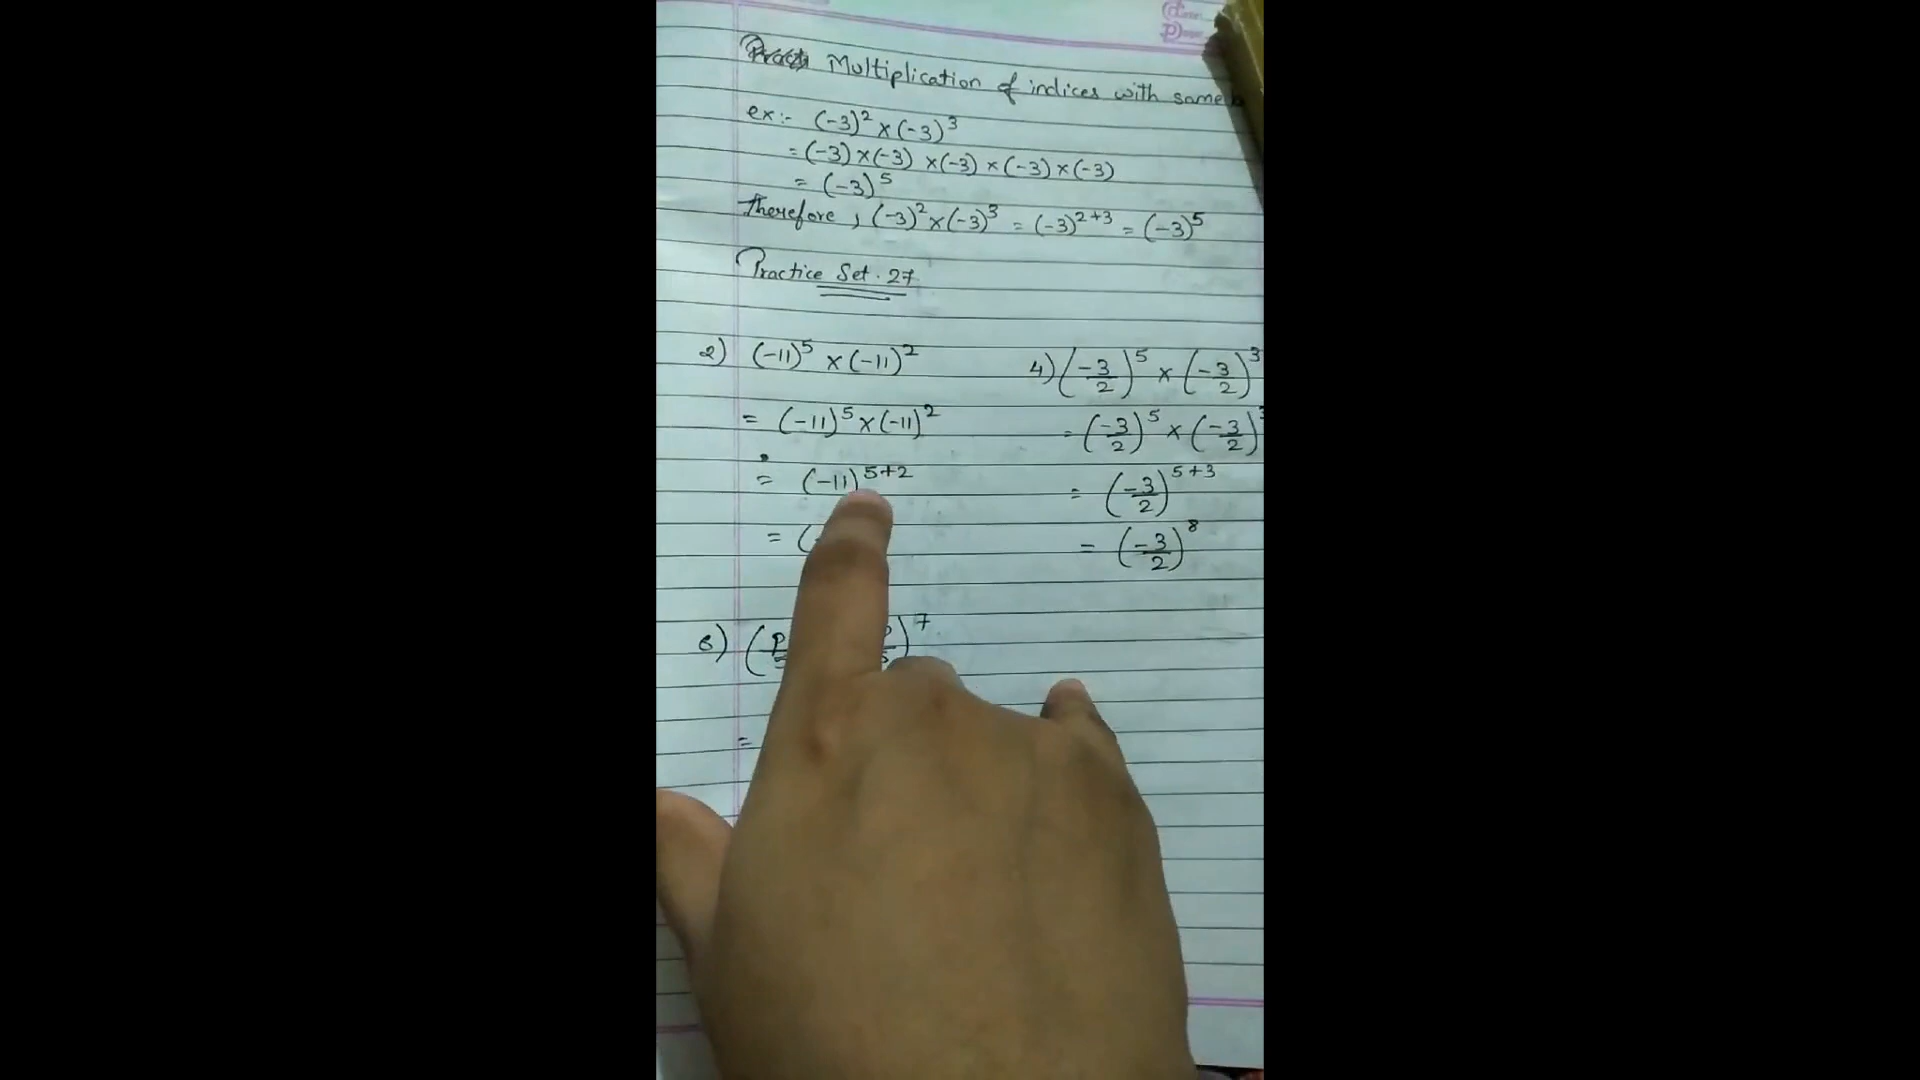 Multiplication of indices with same
ex:- (-3)² × (-3)³
= (-3) × (-3) × (-3) × (-3) × (-3)
= (-3)⁵
Therefore, (-3)² × (-3)³ = (-3)²⁺³ = (-3)⁵
Practice Set. 27
2) (-11)⁵ × (-11)²
= (-11)⁵ × (-11)²
= (-11)⁵⁺²
= (-
4) (-3/2)⁵ × (-3/2)³
= (-3/2)⁵ × (-3/2)
= (-3/2)⁵⁺³
= (-3/2)⁸
6) (P )⁷
=